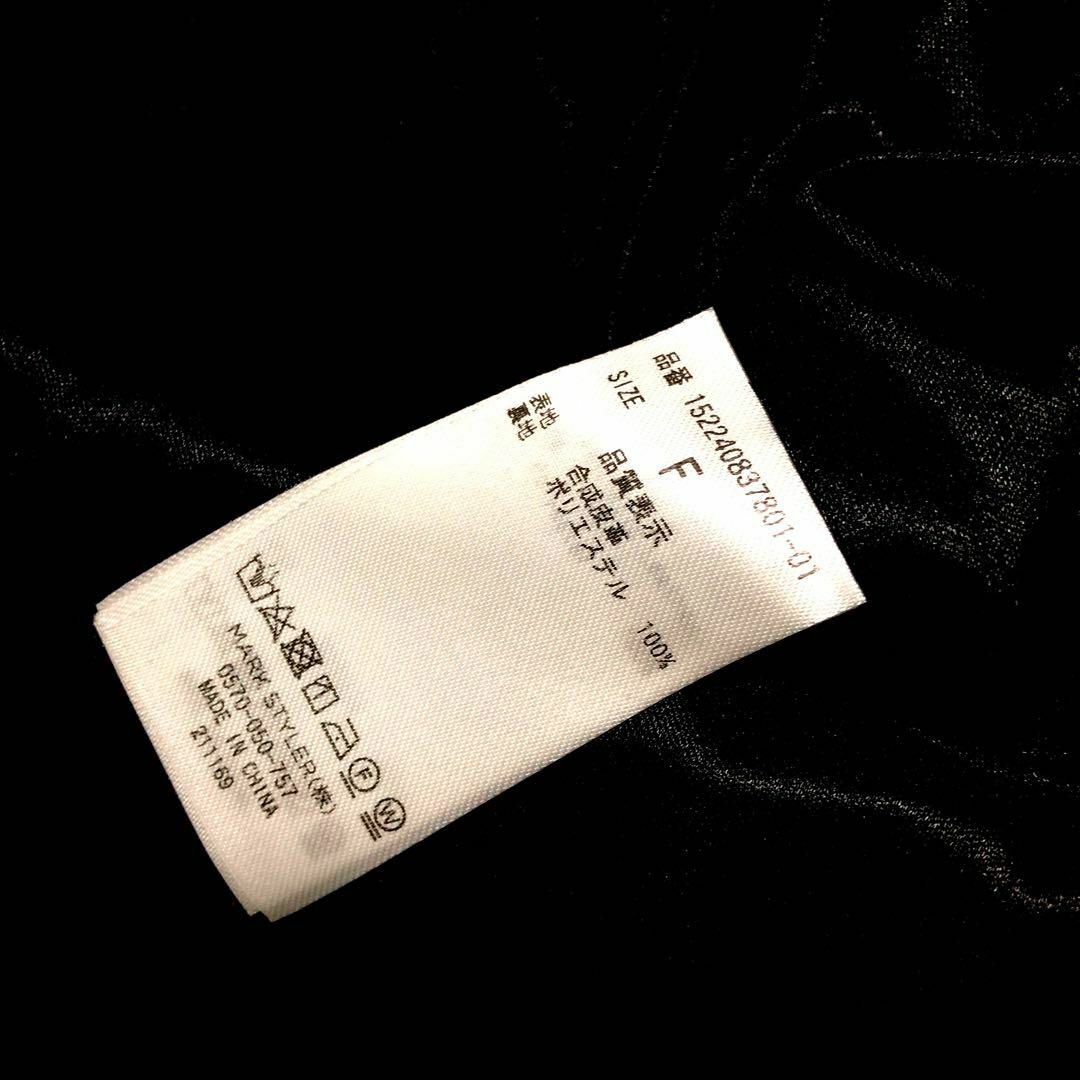 品番 152240837801-01
SIZE F
品質表示
表地 合成皮革
裏地 ポリエステル 100%
F
W
MARK STYLER(株)
0570-050-757
MADE IN CHINA
211169